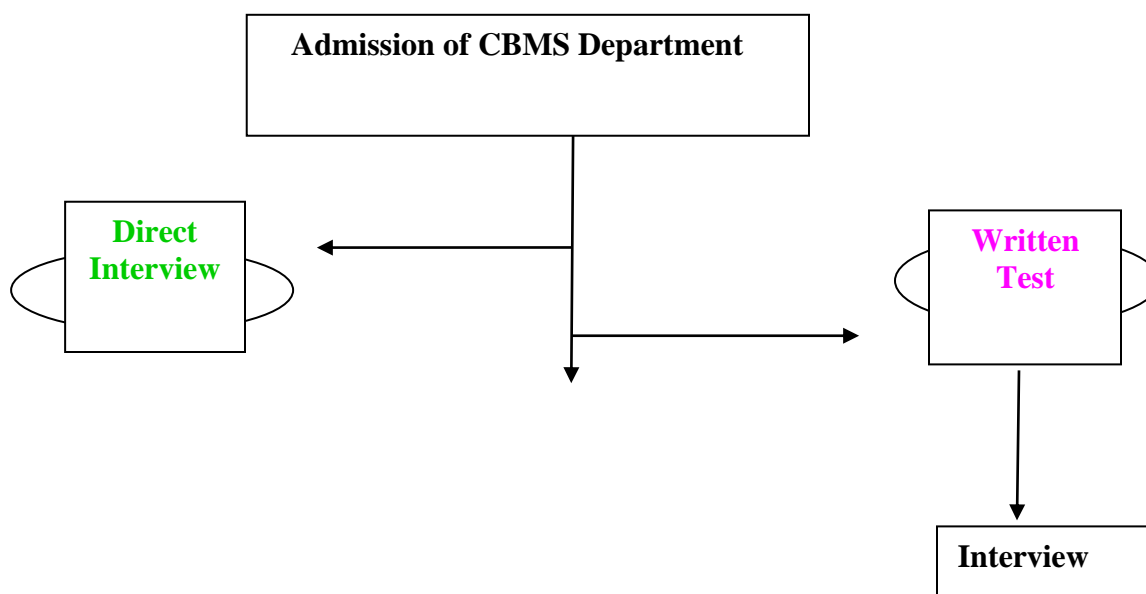 Admission of CBMS Department
Direct
Interview
Written
Test
Interview